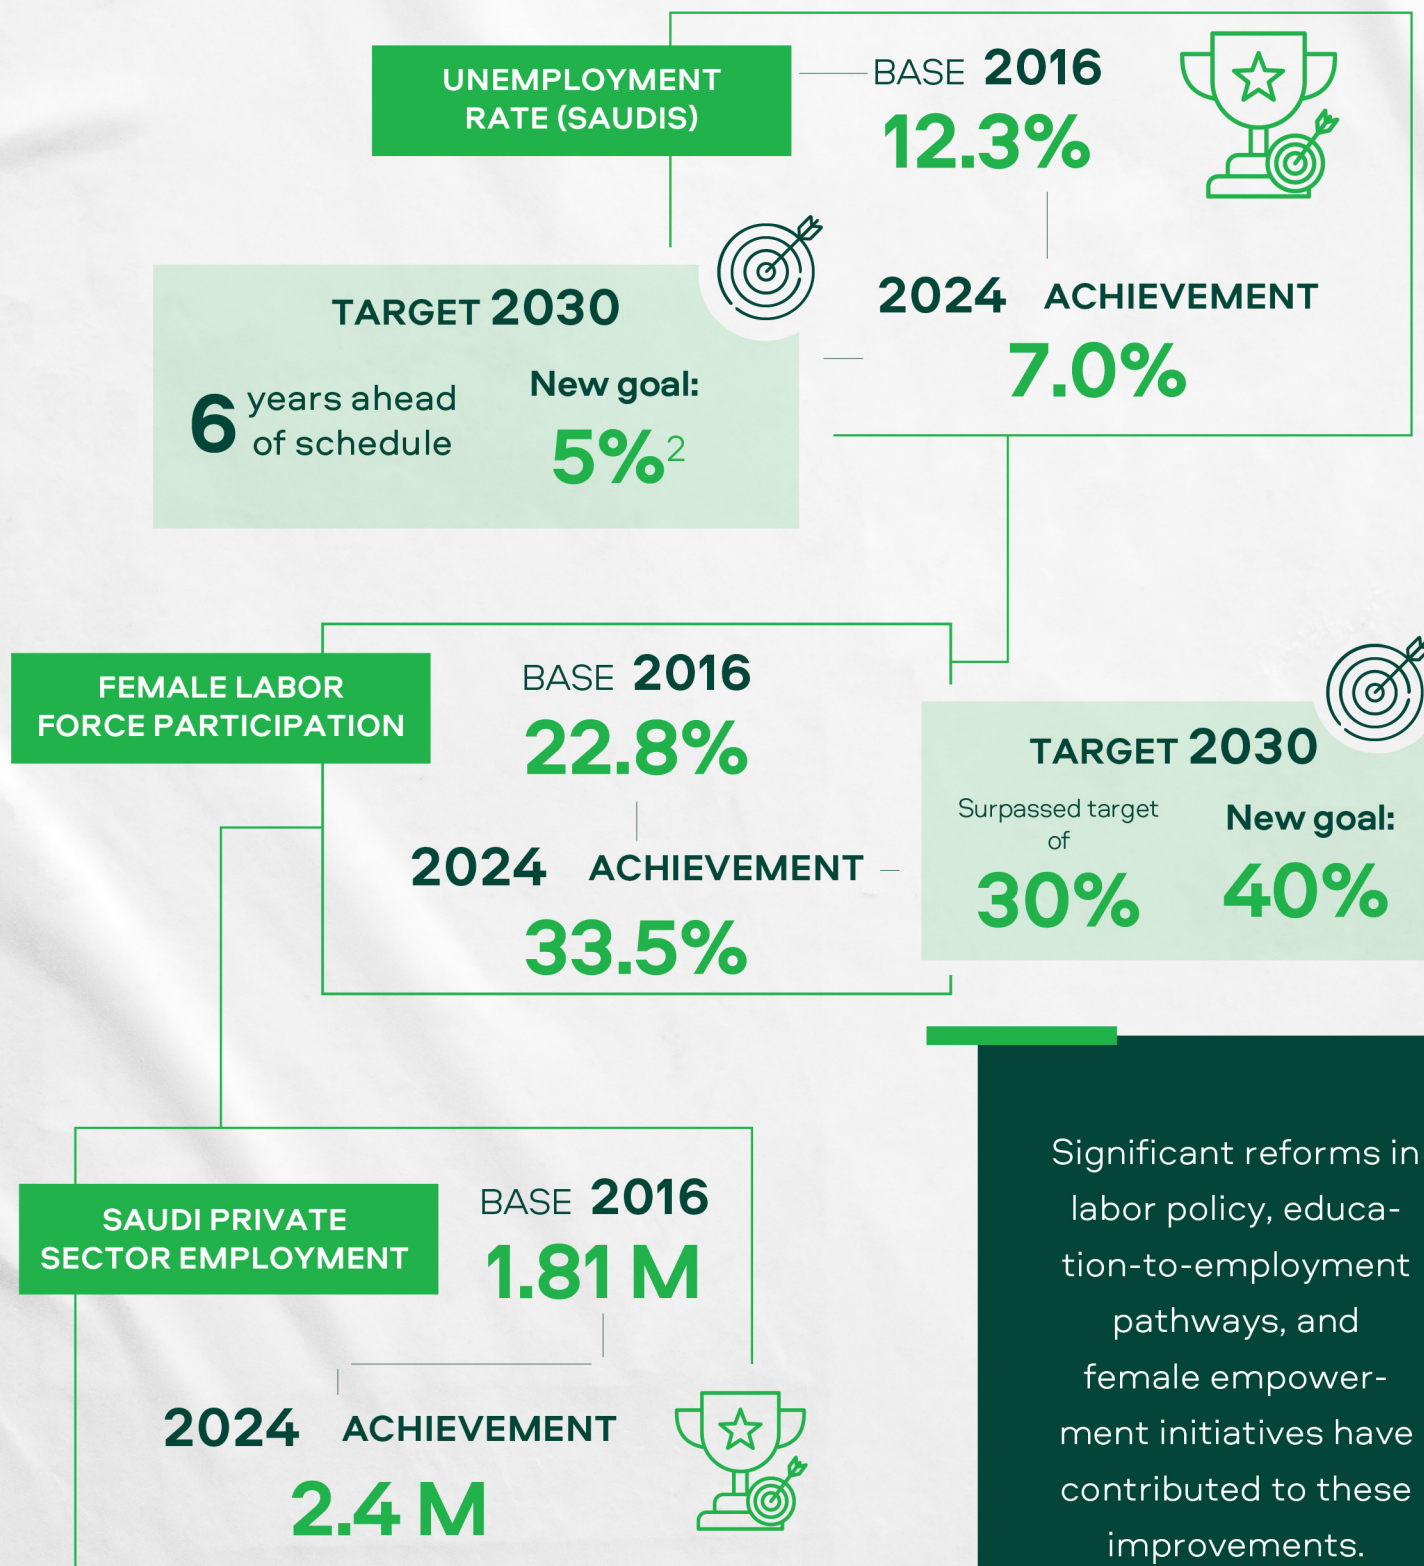 UNEMPLOYMENT
RATE (SAUDIS)
BASE 2016
12.3%
2024 ACHIEVEMENT
7.0%
TARGET 2030
6 years ahead
of schedule
New goal:
5%2
FEMALE LABOR
FORCE PARTICIPATION
BASE 2016
22.8%
2024 ACHIEVEMENT
33.5%
TARGET 2030
Surpassed target
of
30%
New goal:
40%
SAUDI PRIVATE
SECTOR EMPLOYMENT
BASE 2016
1.81 M
2024 ACHIEVEMENT
2.4 M
Significant reforms in
labor policy, educa-
tion-to-employment
pathways, and
female empower-
ment initiatives have
contributed to these
improvements.